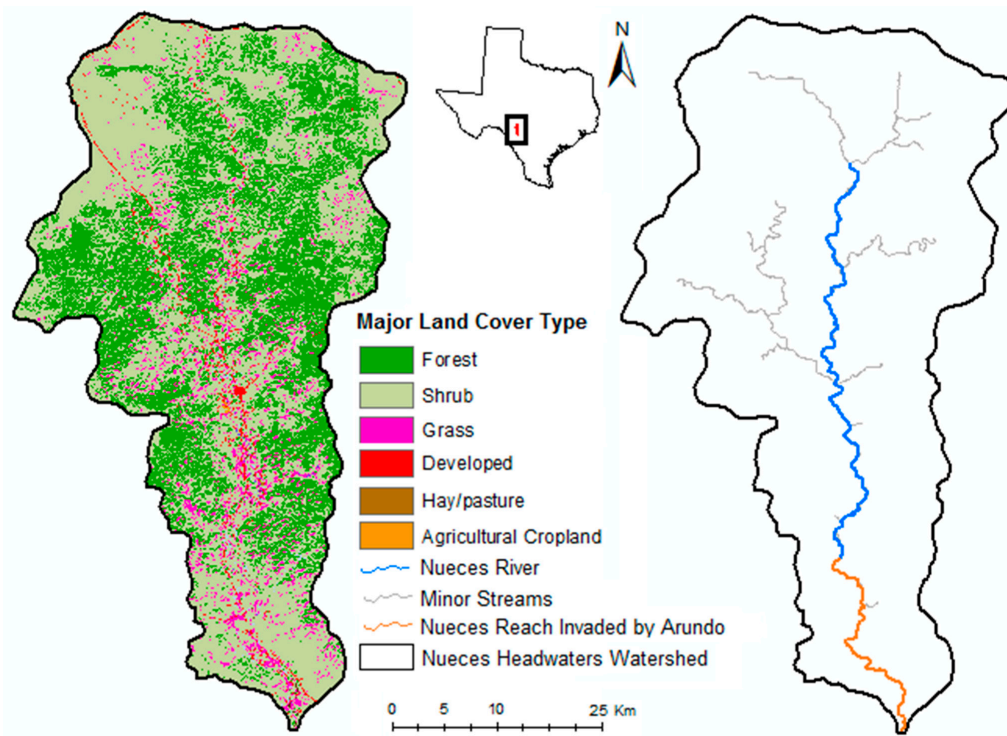 N
1
Major Land Cover Type
Forest
Shrub
Grass
Developed
Hay/pasture
Agricultural Cropland
Nueces River
Minor Streams
Nueces Reach Invaded by Arundo
Nueces Headwaters Watershed
0 5 10 25 Km